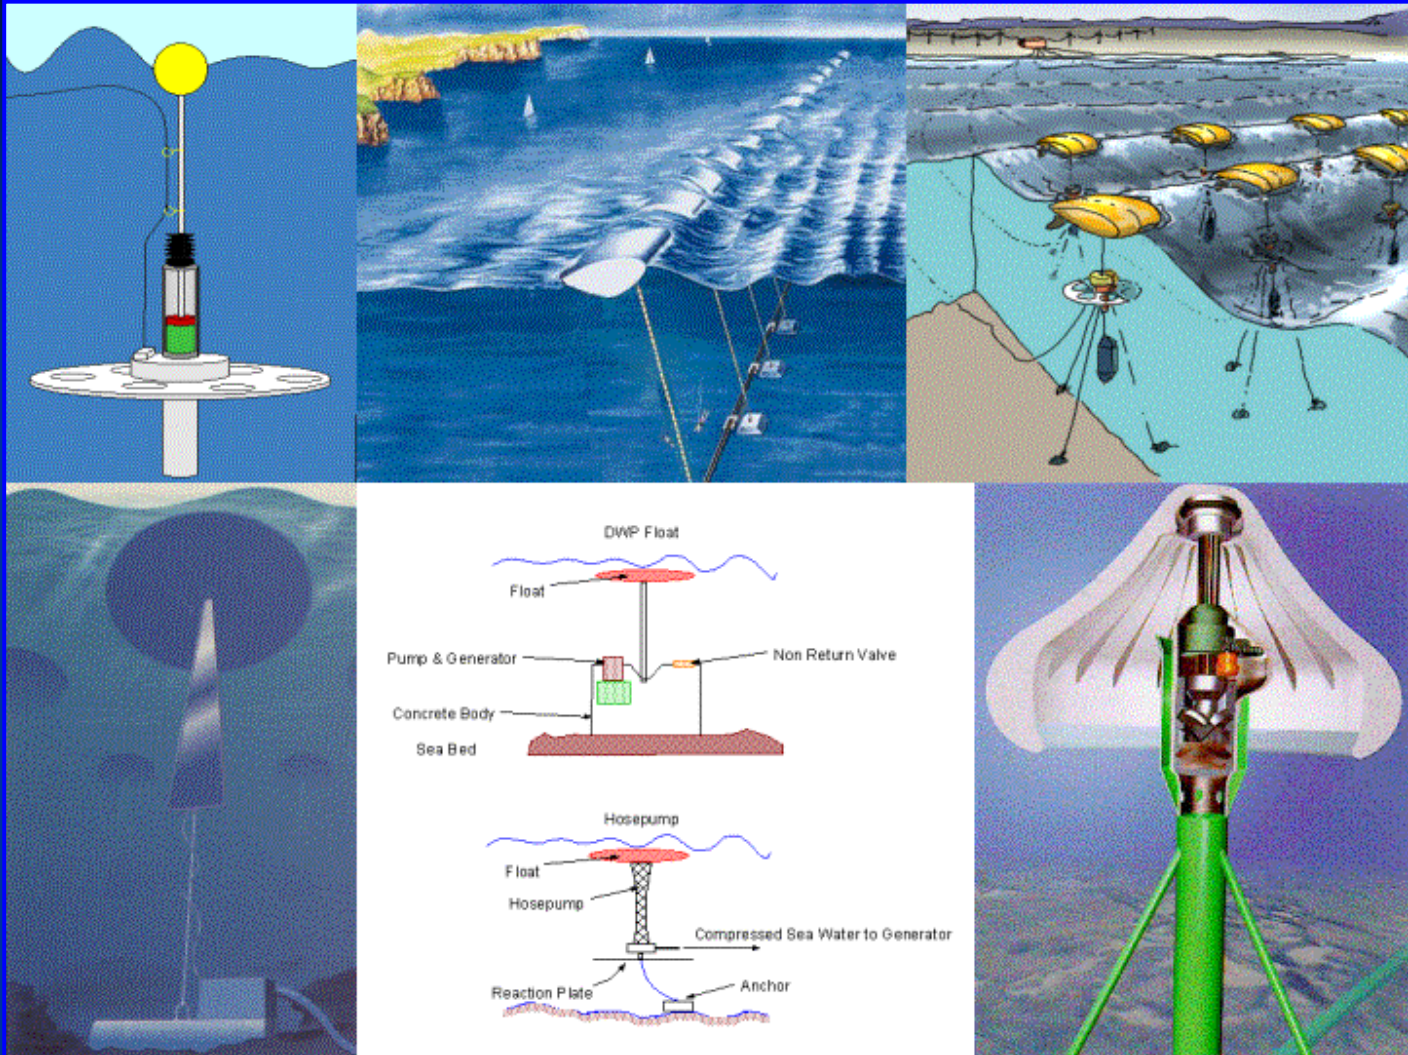 DWP Float
Float
Pump & Generator
Non Return Valve
Concrete Body
Sea Bed
Hosepump
Float
Hosepump
Compressed Sea Water to Generator
Reaction Plate
Anchor